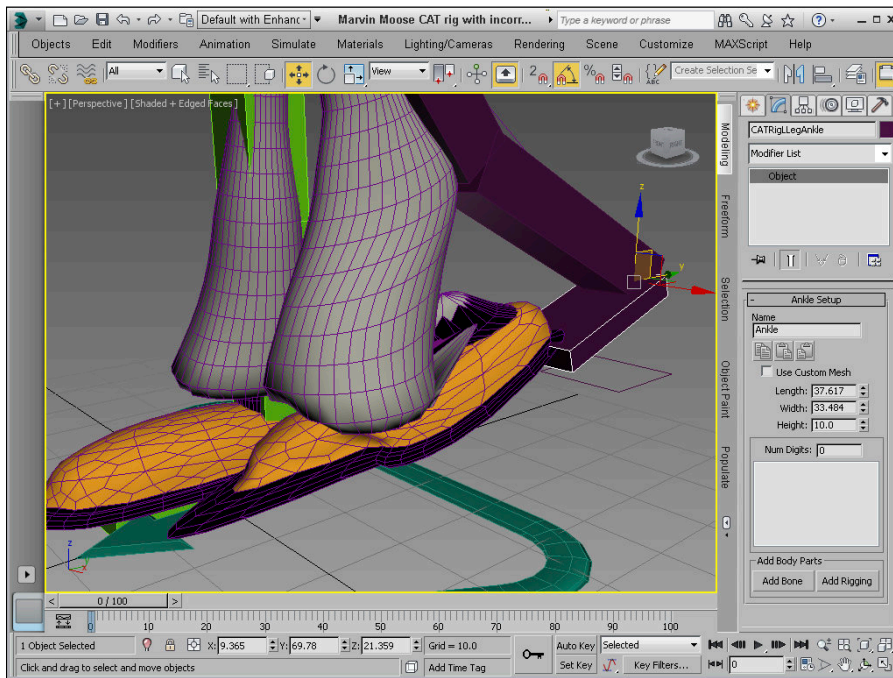 Default with Enhanc
Marvin Moose CAT rig with incorr...
Type a keyword or phrase
Objects Edit Modifiers Animation Simulate Materials Lighting/Cameras Rendering Scene Customize MAXScript Help
All
View
2
%
ABC
Create Selection Se
[+] [Perspective] [Shaded + Edged Faces]
Modeling
Freeform
Selection
Object Paint
Populate
z
y
CATRigLLegAnkle
Modifier List
Object
- Ankle Setup
Name
Ankle
Use Custom Mesh
Length: 37.617
Width: 33.484
Height: 10.0
Num Digits: 0
Add Body Parts
Add Bone Add Rigging
z
< 0 / 100 >
0 10 20 30 40 50 60 70 80 90 100
1 Object Selected X: 9.365 Y: 69.78 Z: 21.359 Grid = 10.0 Auto Key Selected
Click and drag to select and move objects Add Time Tag Set Key Key Filters... 0